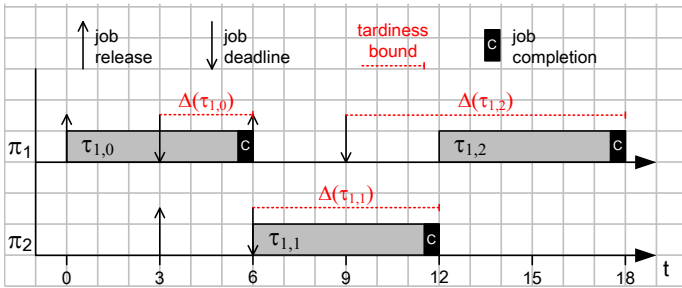 job
release
job
deadline
tardiness
bound
C
job
completion
Δ(τ1,0)
Δ(τ1,2)
π1
τ1,0
C
τ1,2
C
Δ(τ1,1)
π2
τ1,1
C
0 3 6 9 12 15 18 t